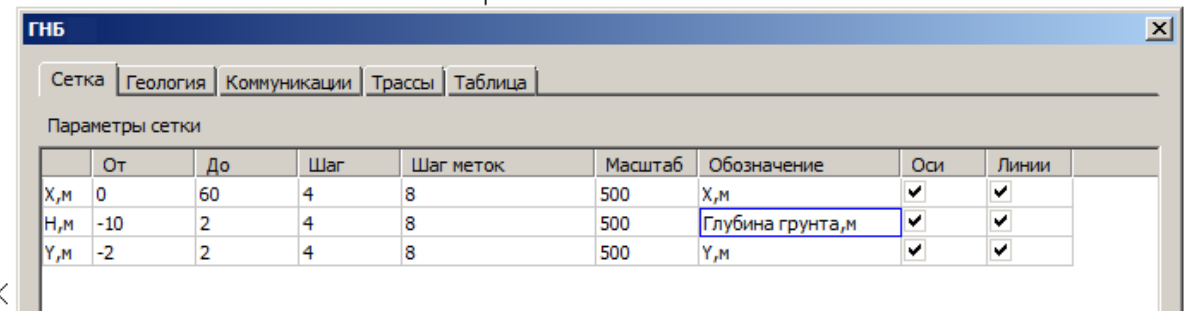 ГНБ
Сетка Геология Коммуникации Трассы Таблица
Параметры сетки
От До Шаг Шаг меток Масштаб Обозначение Оси Линии
X,м 0 60 4 8 500 X,м
Н,м -10 2 4 8 500 Глубина грунта,м
Y,м -2 2 4 8 500 Y,м